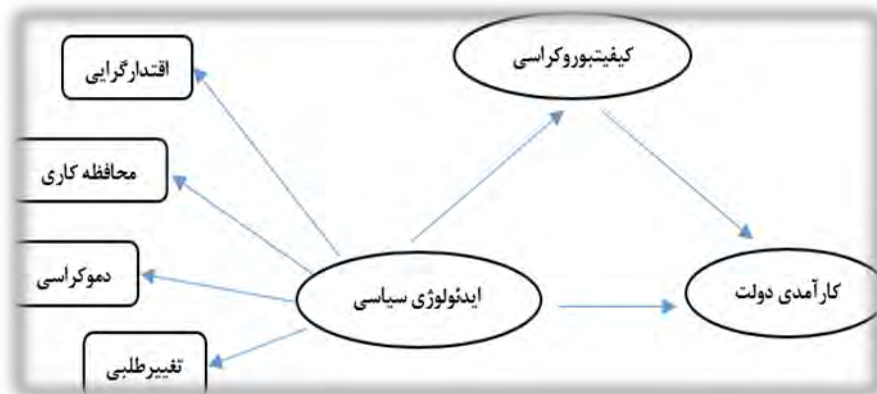 کیفیتبوروکراسی
اقتدارگرایی
محافظه کاری
دموکراسی
ایدئولوژی سیاسی
کارآمدی دولت
تغییرطلبی